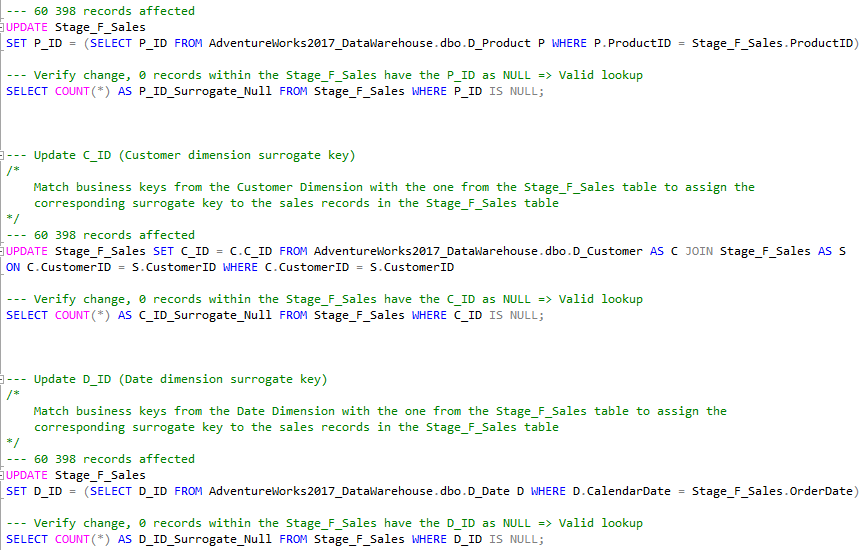 --- 60 398 records affected
UPDATE Stage_F_Sales
SET P_ID = (SELECT P_ID FROM AdventureWorks2017_DataWarehouse.dbo.D_Product P WHERE P.ProductID = Stage_F_Sales.ProductID)
--- Verify change, 0 records within the Stage_F_Sales have the P_ID as NULL => Valid lookup
SELECT COUNT(*) AS P_ID_Surrogate_Null FROM Stage_F_Sales WHERE P_ID IS NULL;
--- Update C_ID (Customer dimension surrogate key)
/*
Match business keys from the Customer Dimension with the one from the Stage_F_Sales table to assign the
corresponding surrogate key to the sales records in the Stage_F_Sales table
*/
--- 60 398 records affected
UPDATE Stage_F_Sales SET C_ID = C.C_ID FROM AdventureWorks2017_DataWarehouse.dbo.D_Customer AS C JOIN Stage_F_Sales AS S
ON C.CustomerID = S.CustomerID WHERE C.CustomerID = S.CustomerID
--- Verify change, 0 records within the Stage_F_Sales have the C_ID as NULL => Valid lookup
SELECT COUNT(*) AS C_ID_Surrogate_Null FROM Stage_F_Sales WHERE C_ID IS NULL;
--- Update D_ID (Date dimension surrogate key)
/*
Match business keys from the Date Dimension with the one from the Stage_F_Sales table to assign the
corresponding surrogate key to the sales records in the Stage_F_Sales table
*/
--- 60 398 records affected
UPDATE Stage_F_Sales
SET D_ID = (SELECT D_ID FROM AdventureWorks2017_DataWarehouse.dbo.D_Date D WHERE D.CalendarDate = Stage_F_Sales.OrderDate)
--- Verify change, 0 records within the Stage_F_Sales have the D_ID as NULL => Valid lookup
SELECT COUNT(*) AS D_ID_Surrogate_Null FROM Stage_F_Sales WHERE D_ID IS NULL;